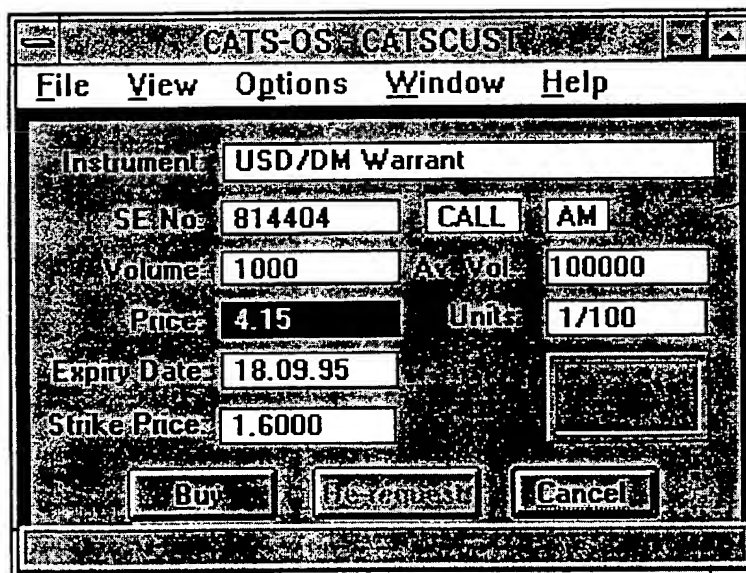 CATS-OS - CATSCUST
File View Options Window Help
Instrument: USD/DM Warrant
SE No: 814404 CALL AM
Volume: 1000 Av. Vol.: 100000
Price: 4.15 Units: 1/100
Expiry Date: 18.09.95
Strike Price: 1.6000
Buy Cancel